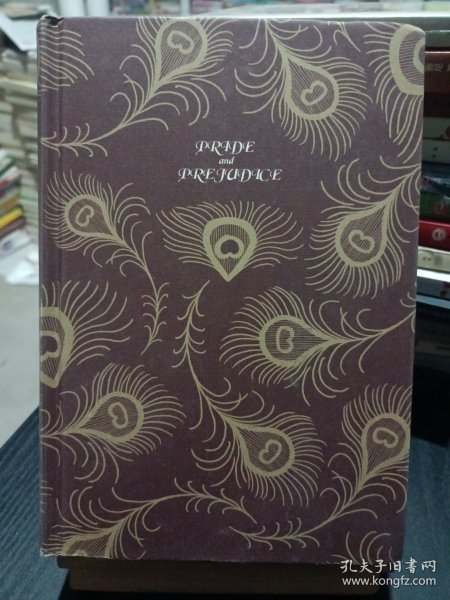 PRIDE
and
PREJUDICE
孔夫子旧书网
www.kongfz.com